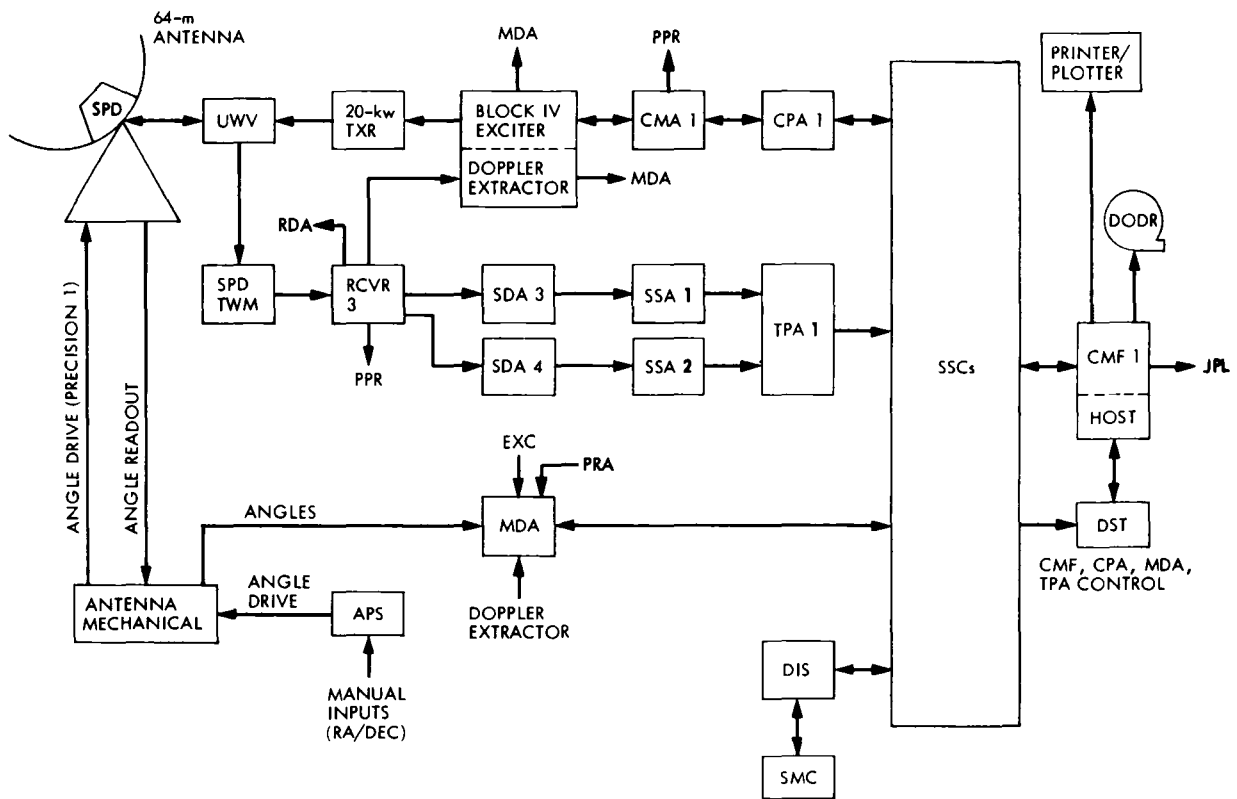 64-m
ANTENNA
SPD
UWV
20-kw
TXR
MDA
BLOCK IV
EXCITER
DOPPLER
EXTRACTOR
MDA
PPR
CMA 1
CPA 1
PRINTER/
PLOTTER
DODR
RDA
SPD
TWM
RCVR
3
PPR
SDA 3
SSA 1
SDA 4
SSA 2
TPA 1
SSCs
CMF 1
HOST
JPL
DST
CMF, CPA, MDA,
TPA CONTROL
ANGLE DRIVE (PRECISION 1)
ANGLE READOUT
ANGLES
EXC
PRA
MDA
DOPPLER
EXTRACTOR
ANTENNA
MECHANICAL
ANGLE
DRIVE
APS
MANUAL
INPUTS
(RA/DEC)
DIS
SMC